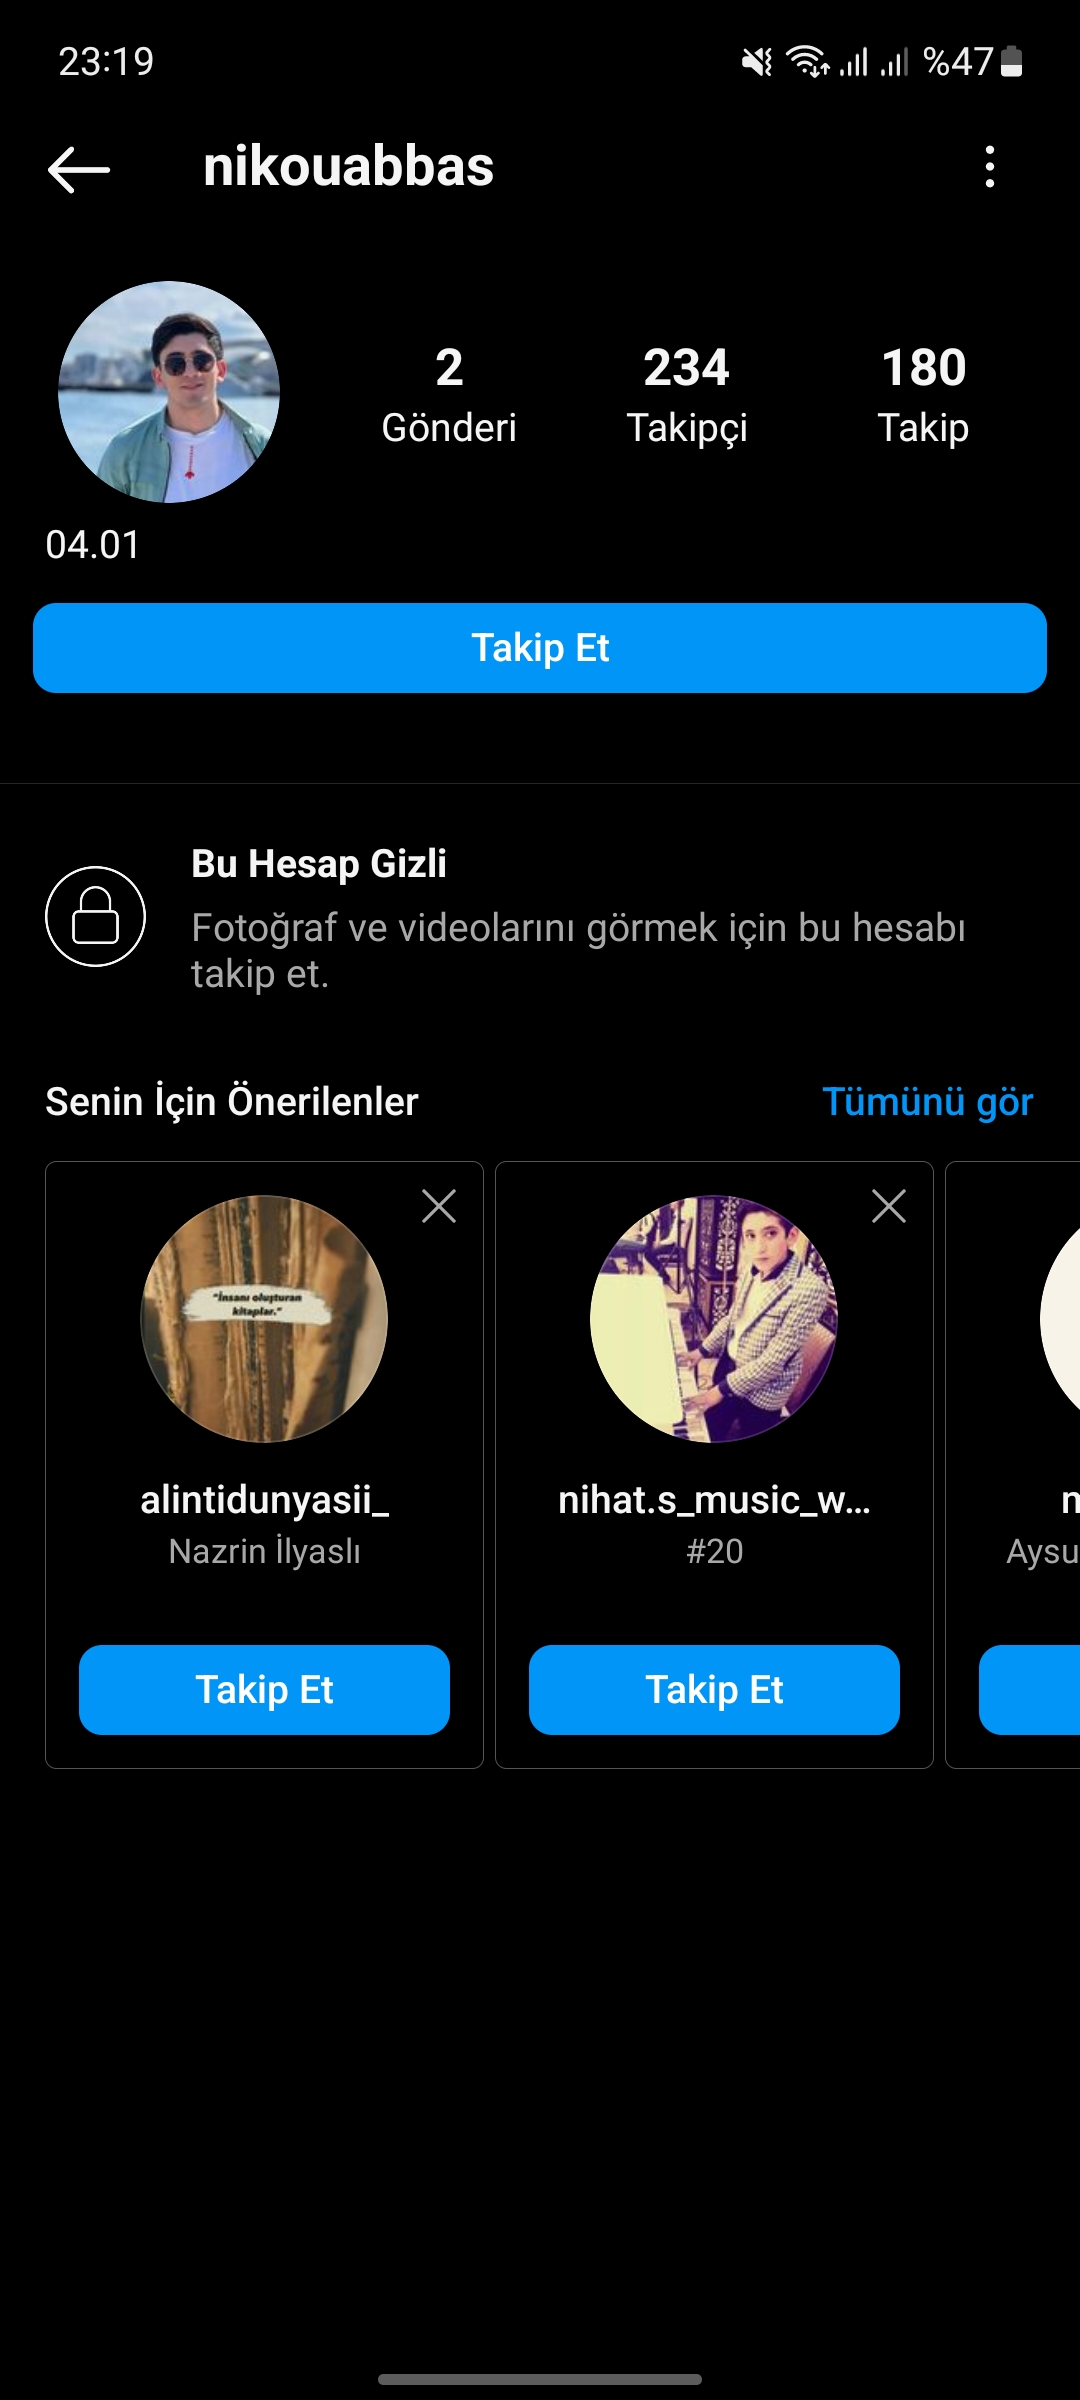 23:19
%47
nikouabbas
2
Gönderi
234
Takipçi
180
Takip
04.01
Takip Et
Bu Hesap Gizli
Fotoğraf ve videolarını görmek için bu hesabı
takip et.
Senin İçin Önerilenler
Tümünü gör
"İnsanı oluşturan
kitaplar."
alintidunyasii_
Nazrin İlyaslı
Takip Et
nihat.s_music_w...
#20
Takip Et
Aysu